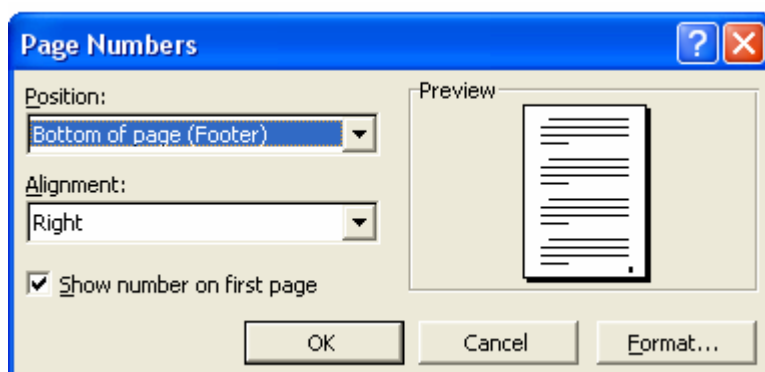 Page Numbers
Position:
Preview
Bottom of page (Footer)
Alignment:
Right
Show number on first page
OK
Cancel
Format...